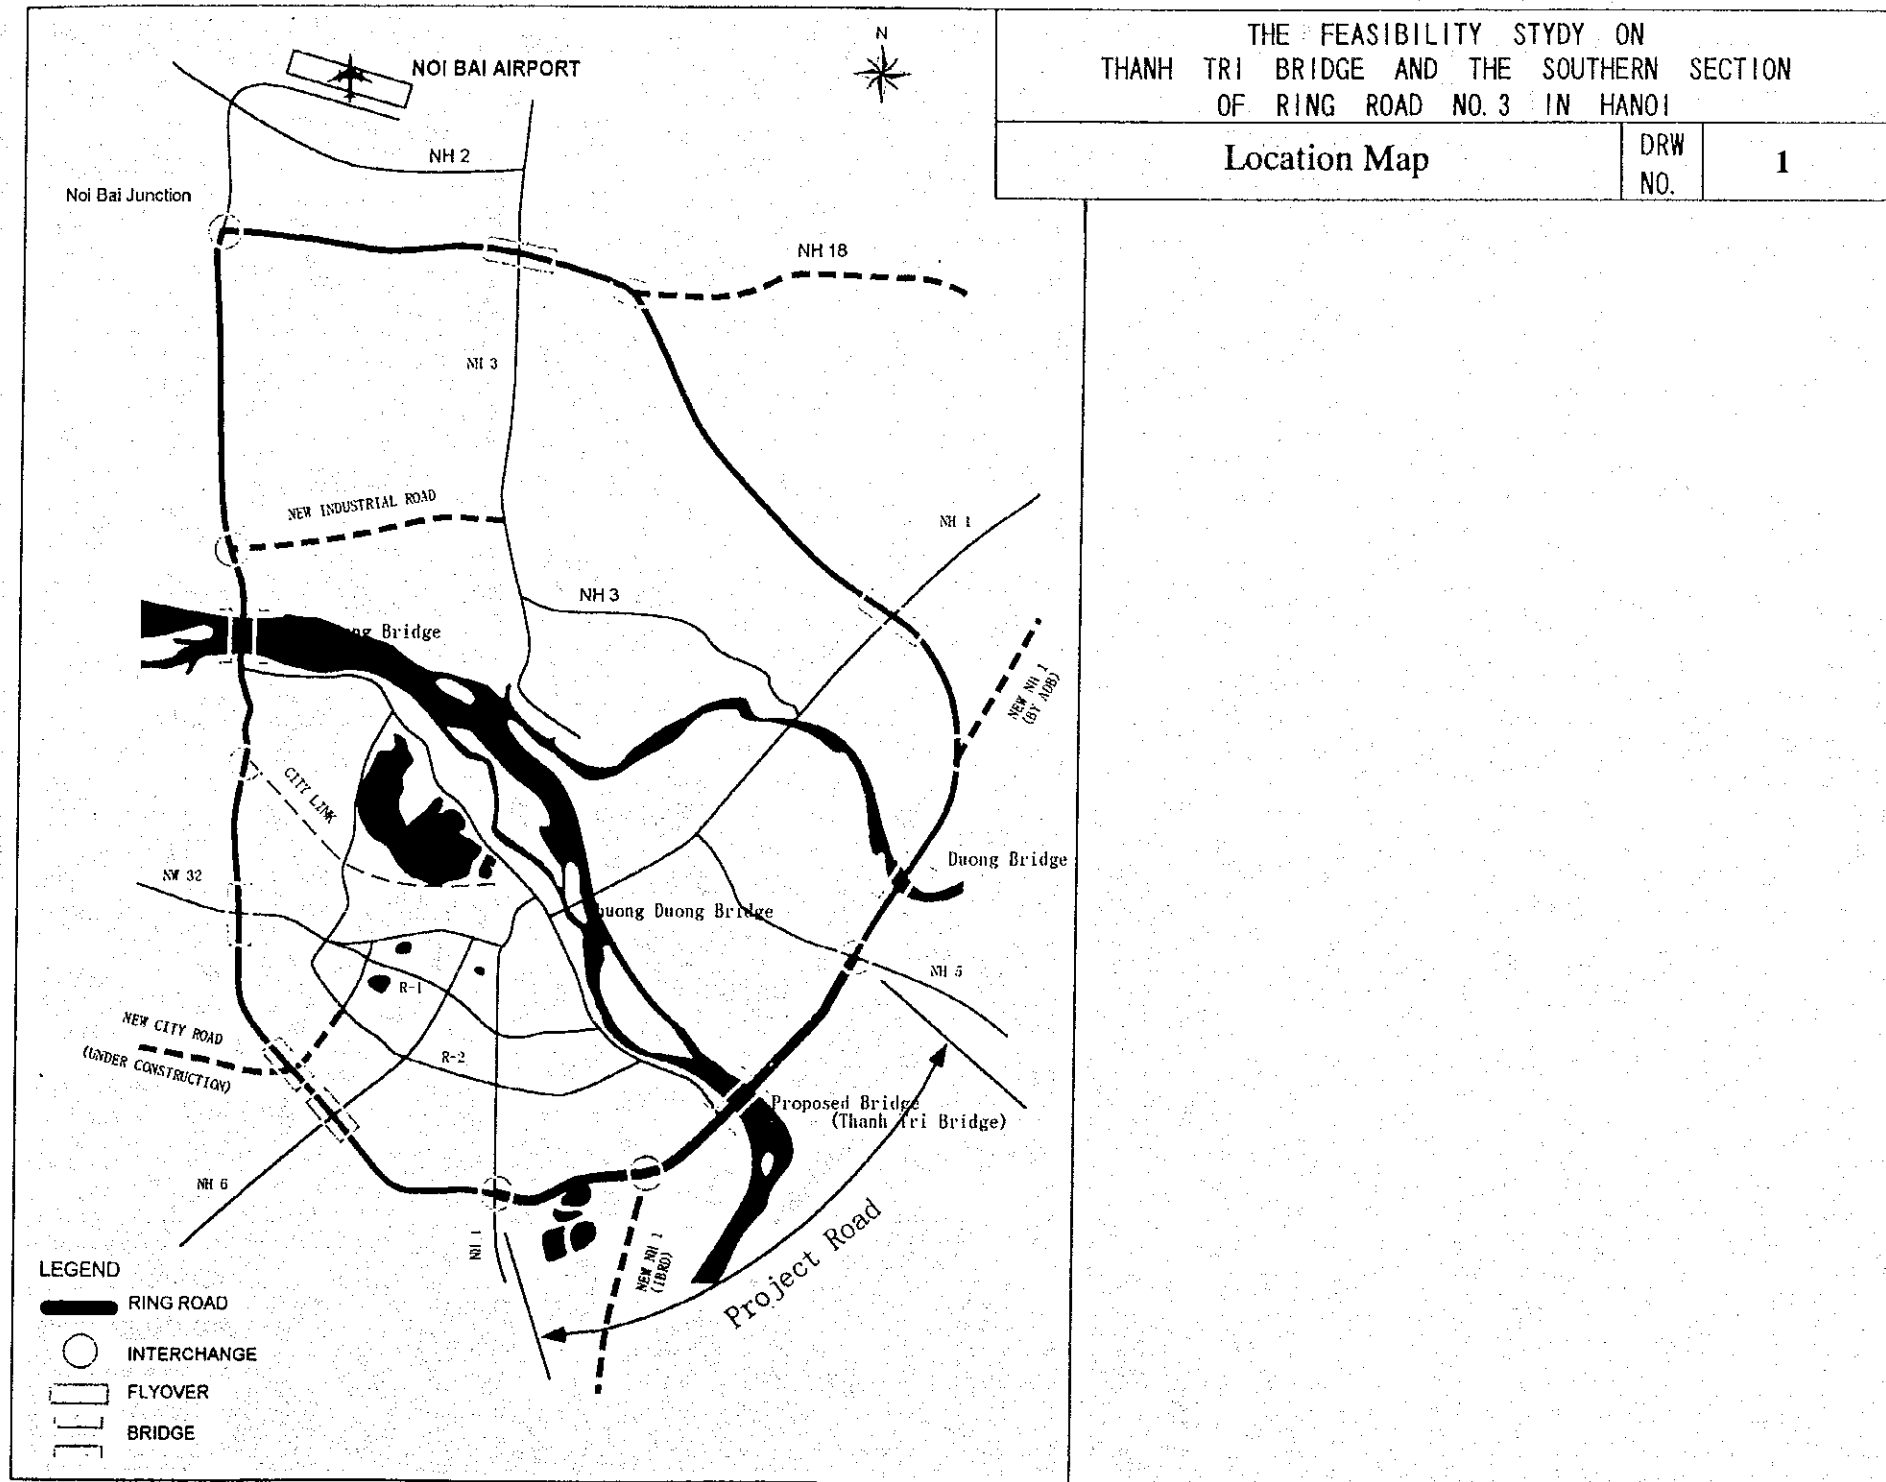 THE FEASIBILITY STYDY ON
THANH TRI BRIDGE AND THE SOUTHERN SECTION
OF RING ROAD NO. 3 IN HANOI
Location Map
DRW
NO.
1
N
NOI BAI AIRPORT
NH 2
Noi Bai Junction
NH 18
NH 3
NEW INDUSTRIAL ROAD
NH 1
NH 3
Bridge
NEW NH 1
(BY ADB)
CITY LINK
Duong Bridge
NW 32
Duong Bridge
NH 5
R-1
NEW CITY ROAD
(UNDER CONSTRUCTION)
R-2
Proposed Bridge
(Thanh Tri Bridge)
NH 6
NH 1
NEW NH 1
(IBRD)
Project Road
LEGEND
RING ROAD
INTERCHANGE
FLYOVER
BRIDGE